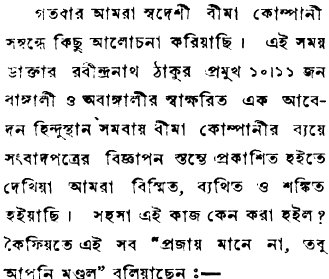 গতবার আমরা স্বদেশী বীমা কোম্পানী
সম্বন্ধে কিছু আলোচনা করিয়াছি। এই সময়
ডাক্তার রবীন্দ্রনাথ ঠাকুর প্রমুখ ১০।১১ জন
বাঙ্গালী ও অবাঙ্গালীর স্বাক্ষরিত এক আবে-
দন হিন্দুস্থান সমবায় বীমা কোম্পানীর ব্যয়ে
সংবাদপত্রের বিজ্ঞাপন স্তম্ভে প্রকাশিত হইতে
দেখিয়া আমরা বিস্মিত, ব্যথিত ও শঙ্কিত
হইয়াছি। সহসা এই কাজ কেন করা হইল?
কৈফিয়তে এই সব “প্রজায় মানে না, তবু
আপনি মণ্ডল” বলিয়াছেন :—